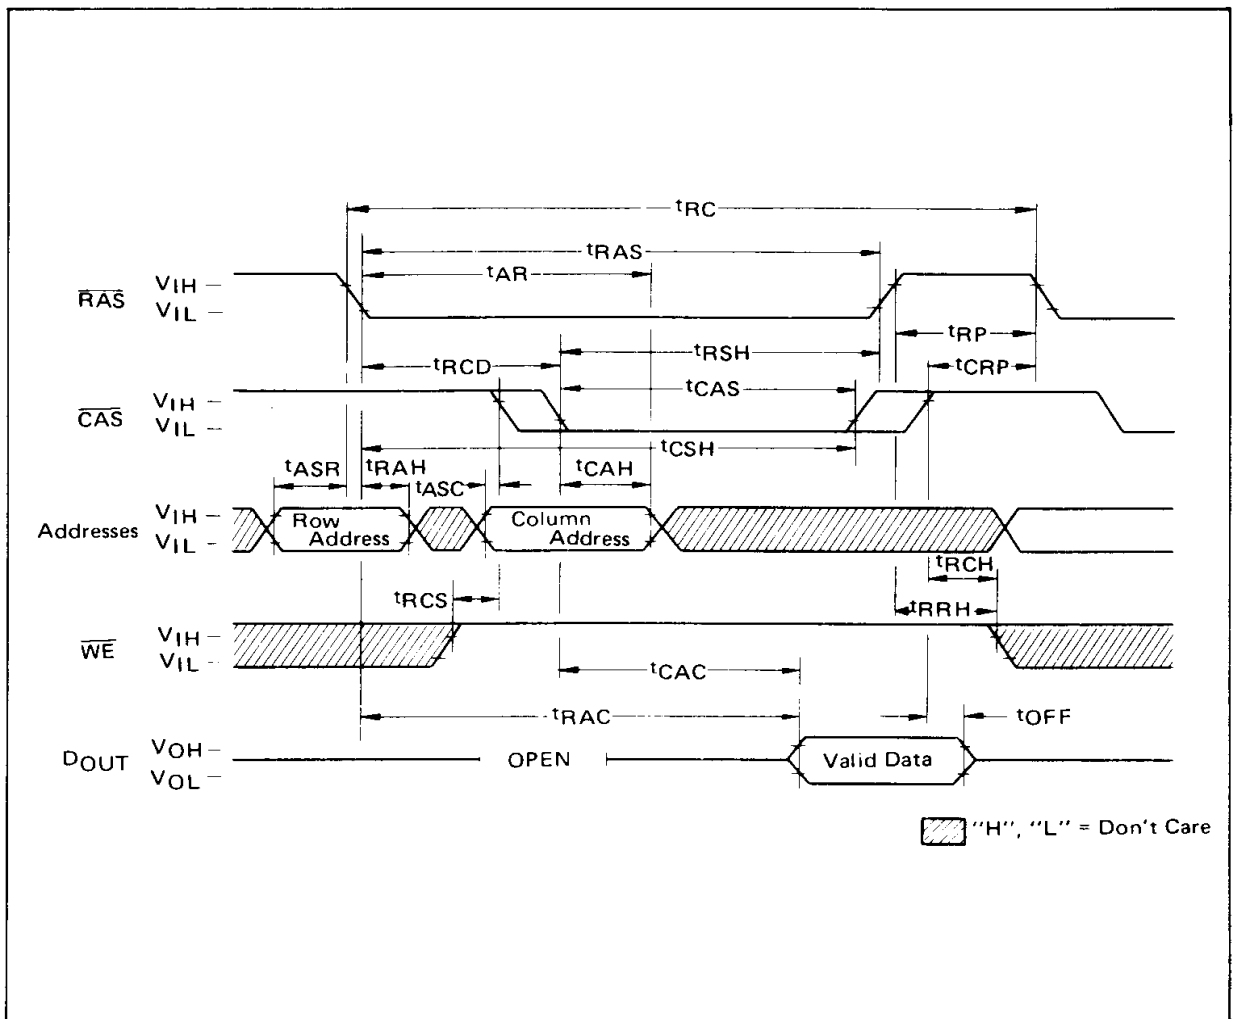 tRC
tRAS
tAR
RAS
VIH
VIL
tRP
tRSH
tRCD
tCRP
tCAS
CAS
VIH
VIL
tCSH
tASR
tRAH
tASC
tCAH
Addresses
VIH
VIL
Row
Address
Column
Address
tRCH
tRCS
tRRH
WE
VIH
VIL
tCAC
tRAC
tOFF
DOUT
VOH
VOL
OPEN
Valid Data
"H", "L" = Don't Care